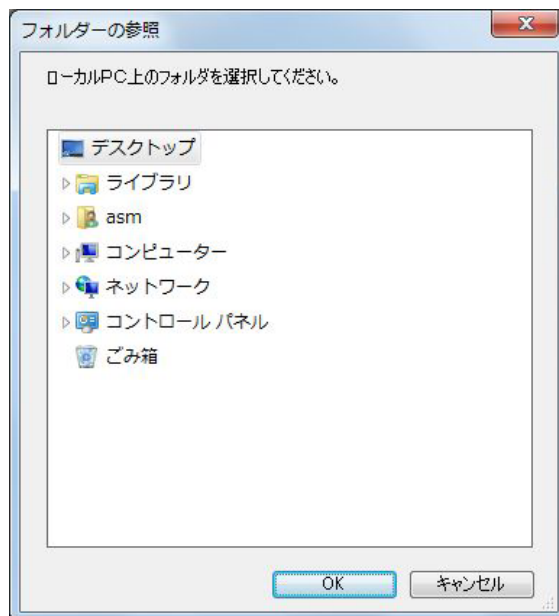 フォルダーの参照
ローカルPC上のフォルダを選択してください。
デスクトップ
ライブラリ
asm
コンピューター
ネットワーク
コントロール パネル
ごみ箱
OK キャンセル